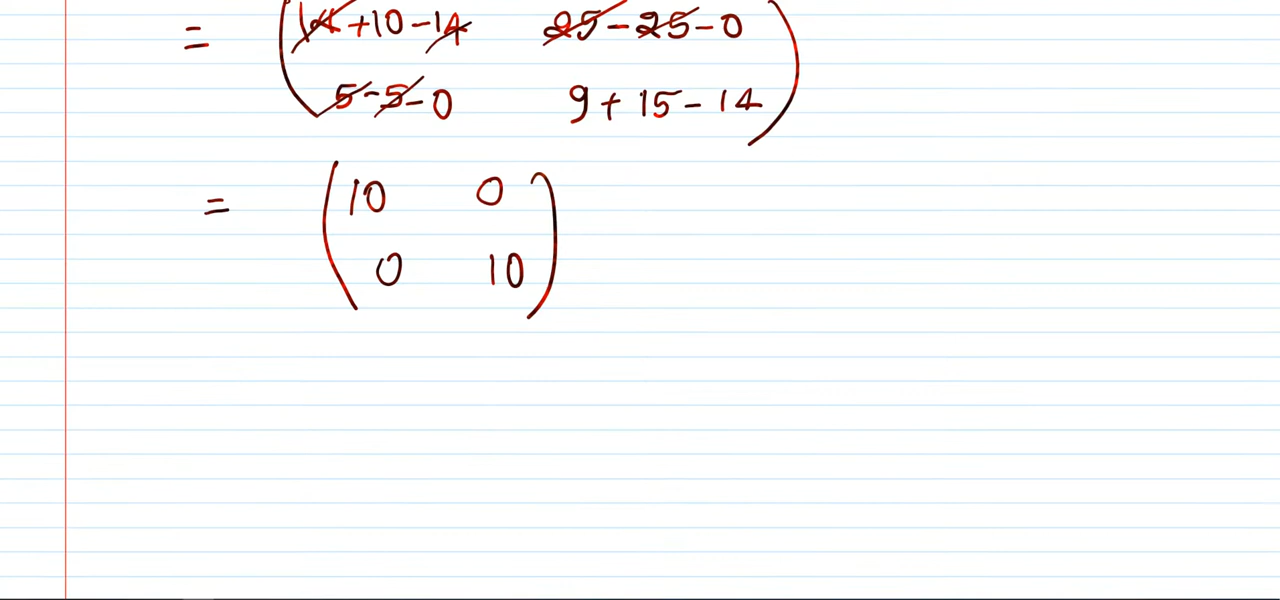 = ( 14 + 10 - 14   25 - 25 - 0
5 - 5 - 0   9 + 15 - 14 )
= ( 10   0
0   10 )